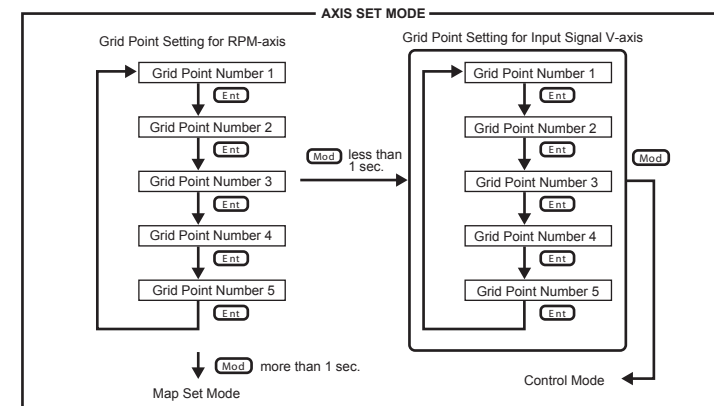 AXIS SET MODE
Grid Point Setting for RPM-axis
Grid Point Number 1
Ent
Grid Point Number 2
Ent
Grid Point Number 3
Ent
Grid Point Number 4
Ent
Grid Point Number 5
Ent
Mod more than 1 sec.
Map Set Mode
Mod less than
1 sec.
Grid Point Setting for Input Signal V-axis
Grid Point Number 1
Ent
Grid Point Number 2
Ent
Grid Point Number 3
Ent
Grid Point Number 4
Ent
Grid Point Number 5
Ent
Mod
Control Mode